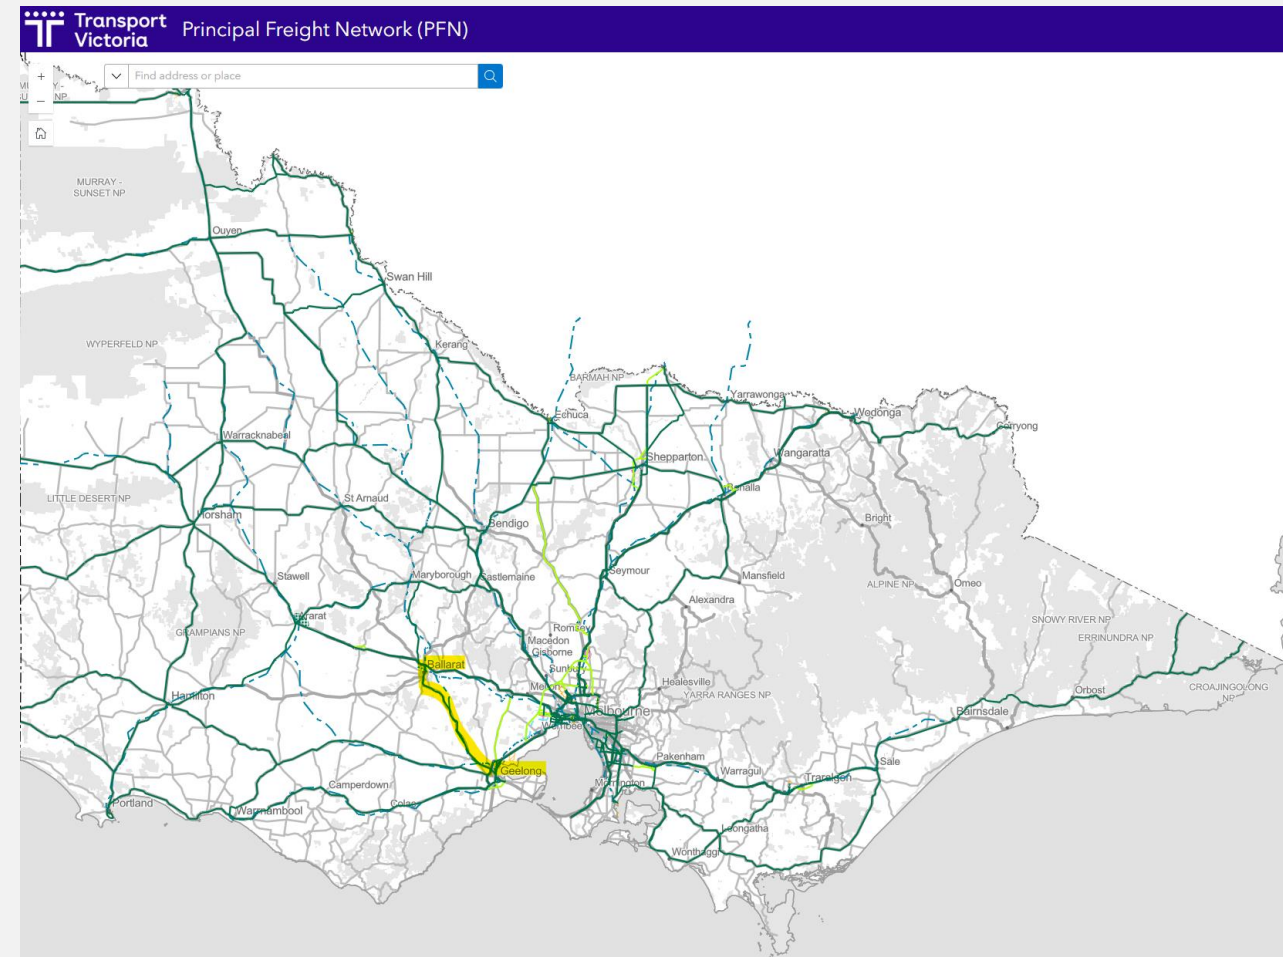 Transport
Victoria
Principal Freight Network (PFN)
Find address or place
MURRAY -
SUNSET NP
Ouyen
Swan Hill
WYPERFELD NP
Kerang
BARMAH NP
Yarrawonga
Echuca
Wodonga
Corryong
Warracknabeal
Shepparton
Wangaratta
LITTLE DESERT NP
St Arnaud
Benalla
Horsham
Bendigo
Bright
Stawell
Maryborough
Castlemaine
Seymour
Mansfield
ALPINE NP
Omeo
Alexandra
Ararat
Romsey
SNOWY RIVER NP
GRAMPIANS NP
Macedon
ERRINUNDRA NP
Gisborne
Ballarat
Sunbury
Healesville
Hamilton
YARRA RANGES NP
Orbost
CROAJINGOLONG
NP
Melbourne
Bairnsdale
Pakenham
Sale
Geelong
Warragul
Traralgon
Camperdown
Mornington
Portland
Colac
Warrnambool
Leongatha
Wonthaggi